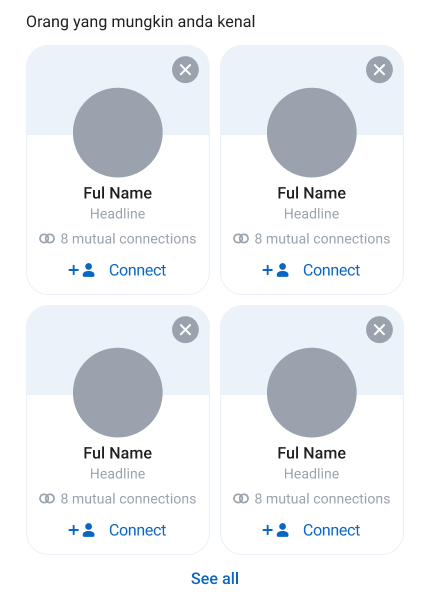 Orang yang mungkin anda kenal
Ful Name
Headline
8 mutual connections
Connect
Ful Name
Headline
8 mutual connections
Connect
Ful Name
Headline
8 mutual connections
Connect
Ful Name
Headline
8 mutual connections
Connect
See all